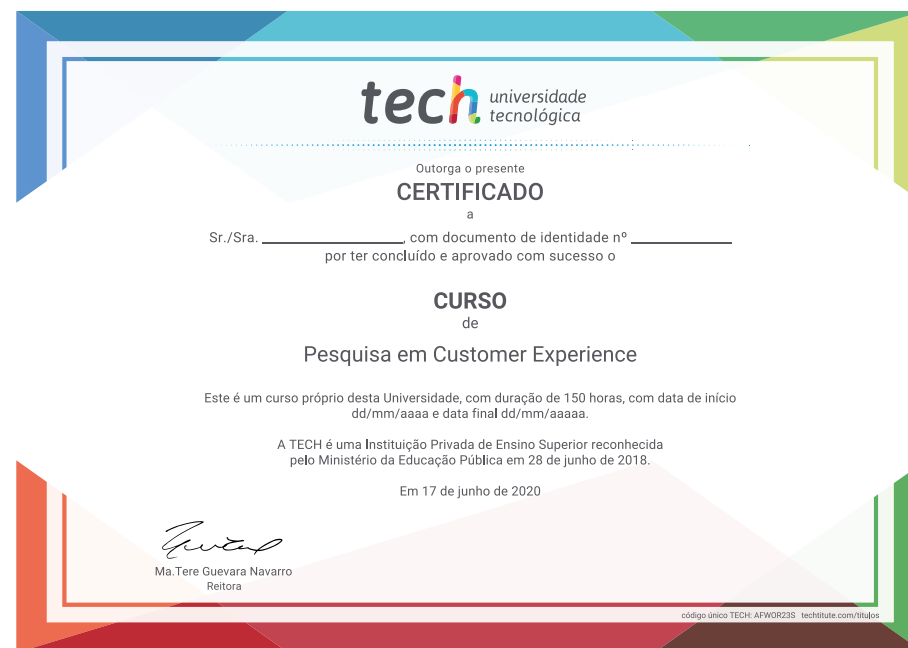 tech universidade
tecnológica
Outorga o presente
CERTIFICADO
a
Sr./Sra. ________________, com documento de identidade nº ____________
por ter concluído e aprovado com sucesso o
CURSO
de
Pesquisa em Customer Experience
Este é um curso próprio desta Universidade, com duração de 150 horas, com data de início
dd/mm/aaaa e data final dd/mm/aaaaa.
A TECH é uma Instituição Privada de Ensino Superior reconhecida
pelo Ministério da Educação Pública em 28 de junho de 2018.
Em 17 de junho de 2020
Ma.Tere Guevara Navarro
Reitora
código único TECH: AFWOR23S techtitute.com/títulos